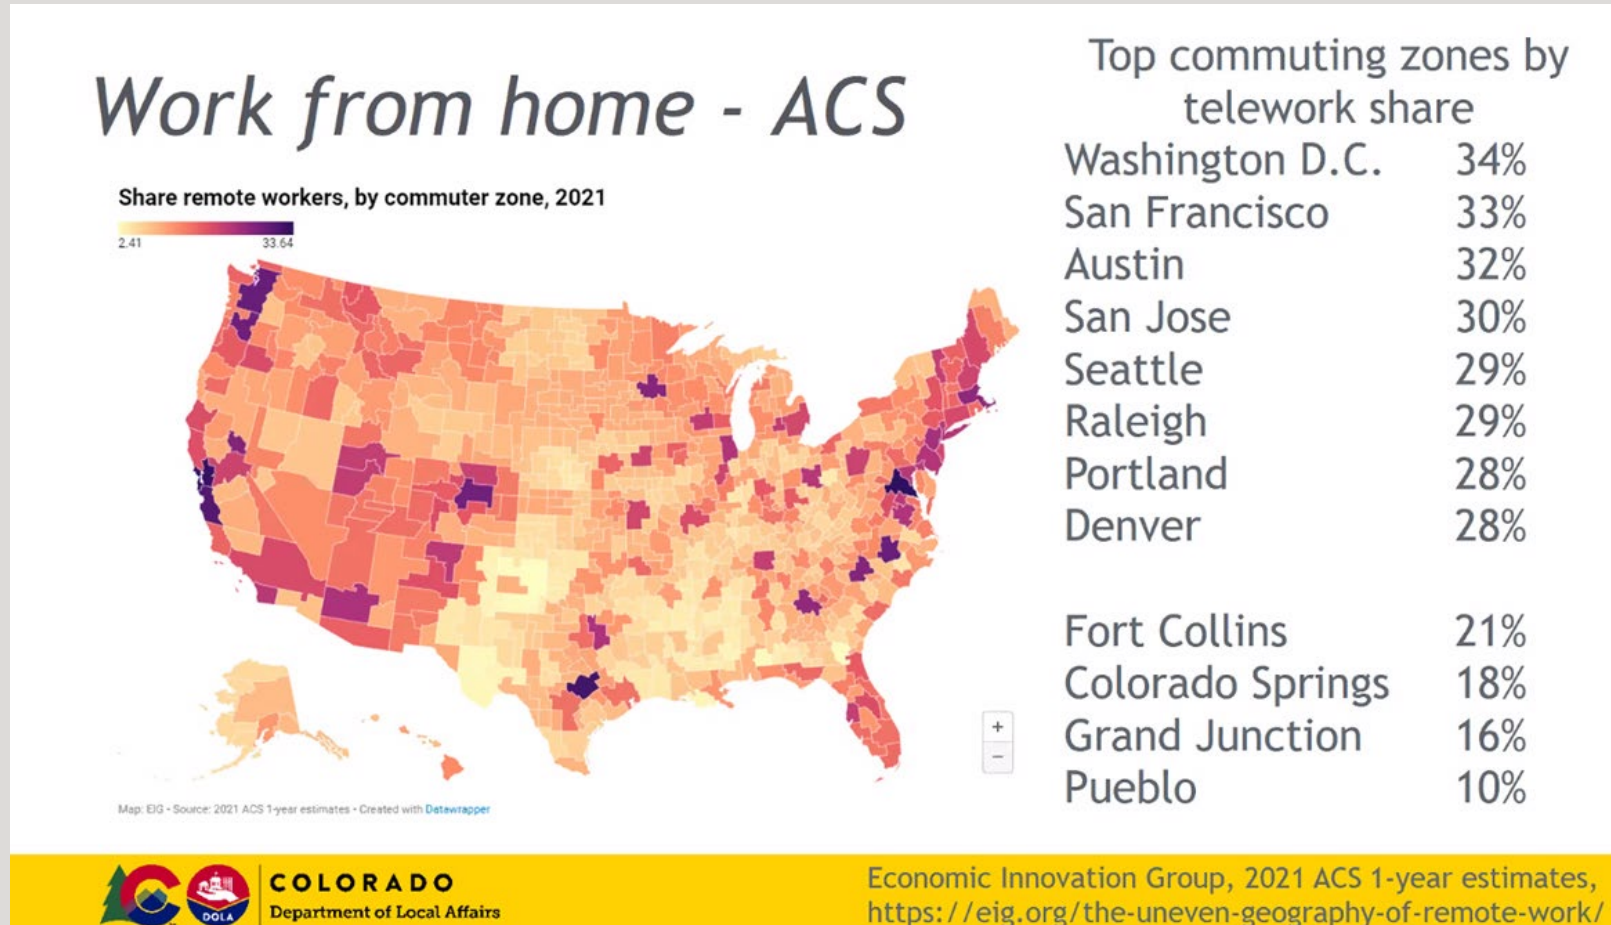 Work from home - ACS
Share remote workers, by commuter zone, 2021
2.41 33.64
+
−
Map: EIG • Source: 2021 ACS 1-year estimates • Created with Datawrapper
Top commuting zones by
telework share
Washington D.C. 34%
San Francisco 33%
Austin 32%
San Jose 30%
Seattle 29%
Raleigh 29%
Portland 28%
Denver 28%
Fort Collins 21%
Colorado Springs 18%
Grand Junction 16%
Pueblo 10%
DOLA
COLORADO
Department of Local Affairs
Economic Innovation Group, 2021 ACS 1-year estimates,
https://eig.org/the-uneven-geography-of-remote-work/